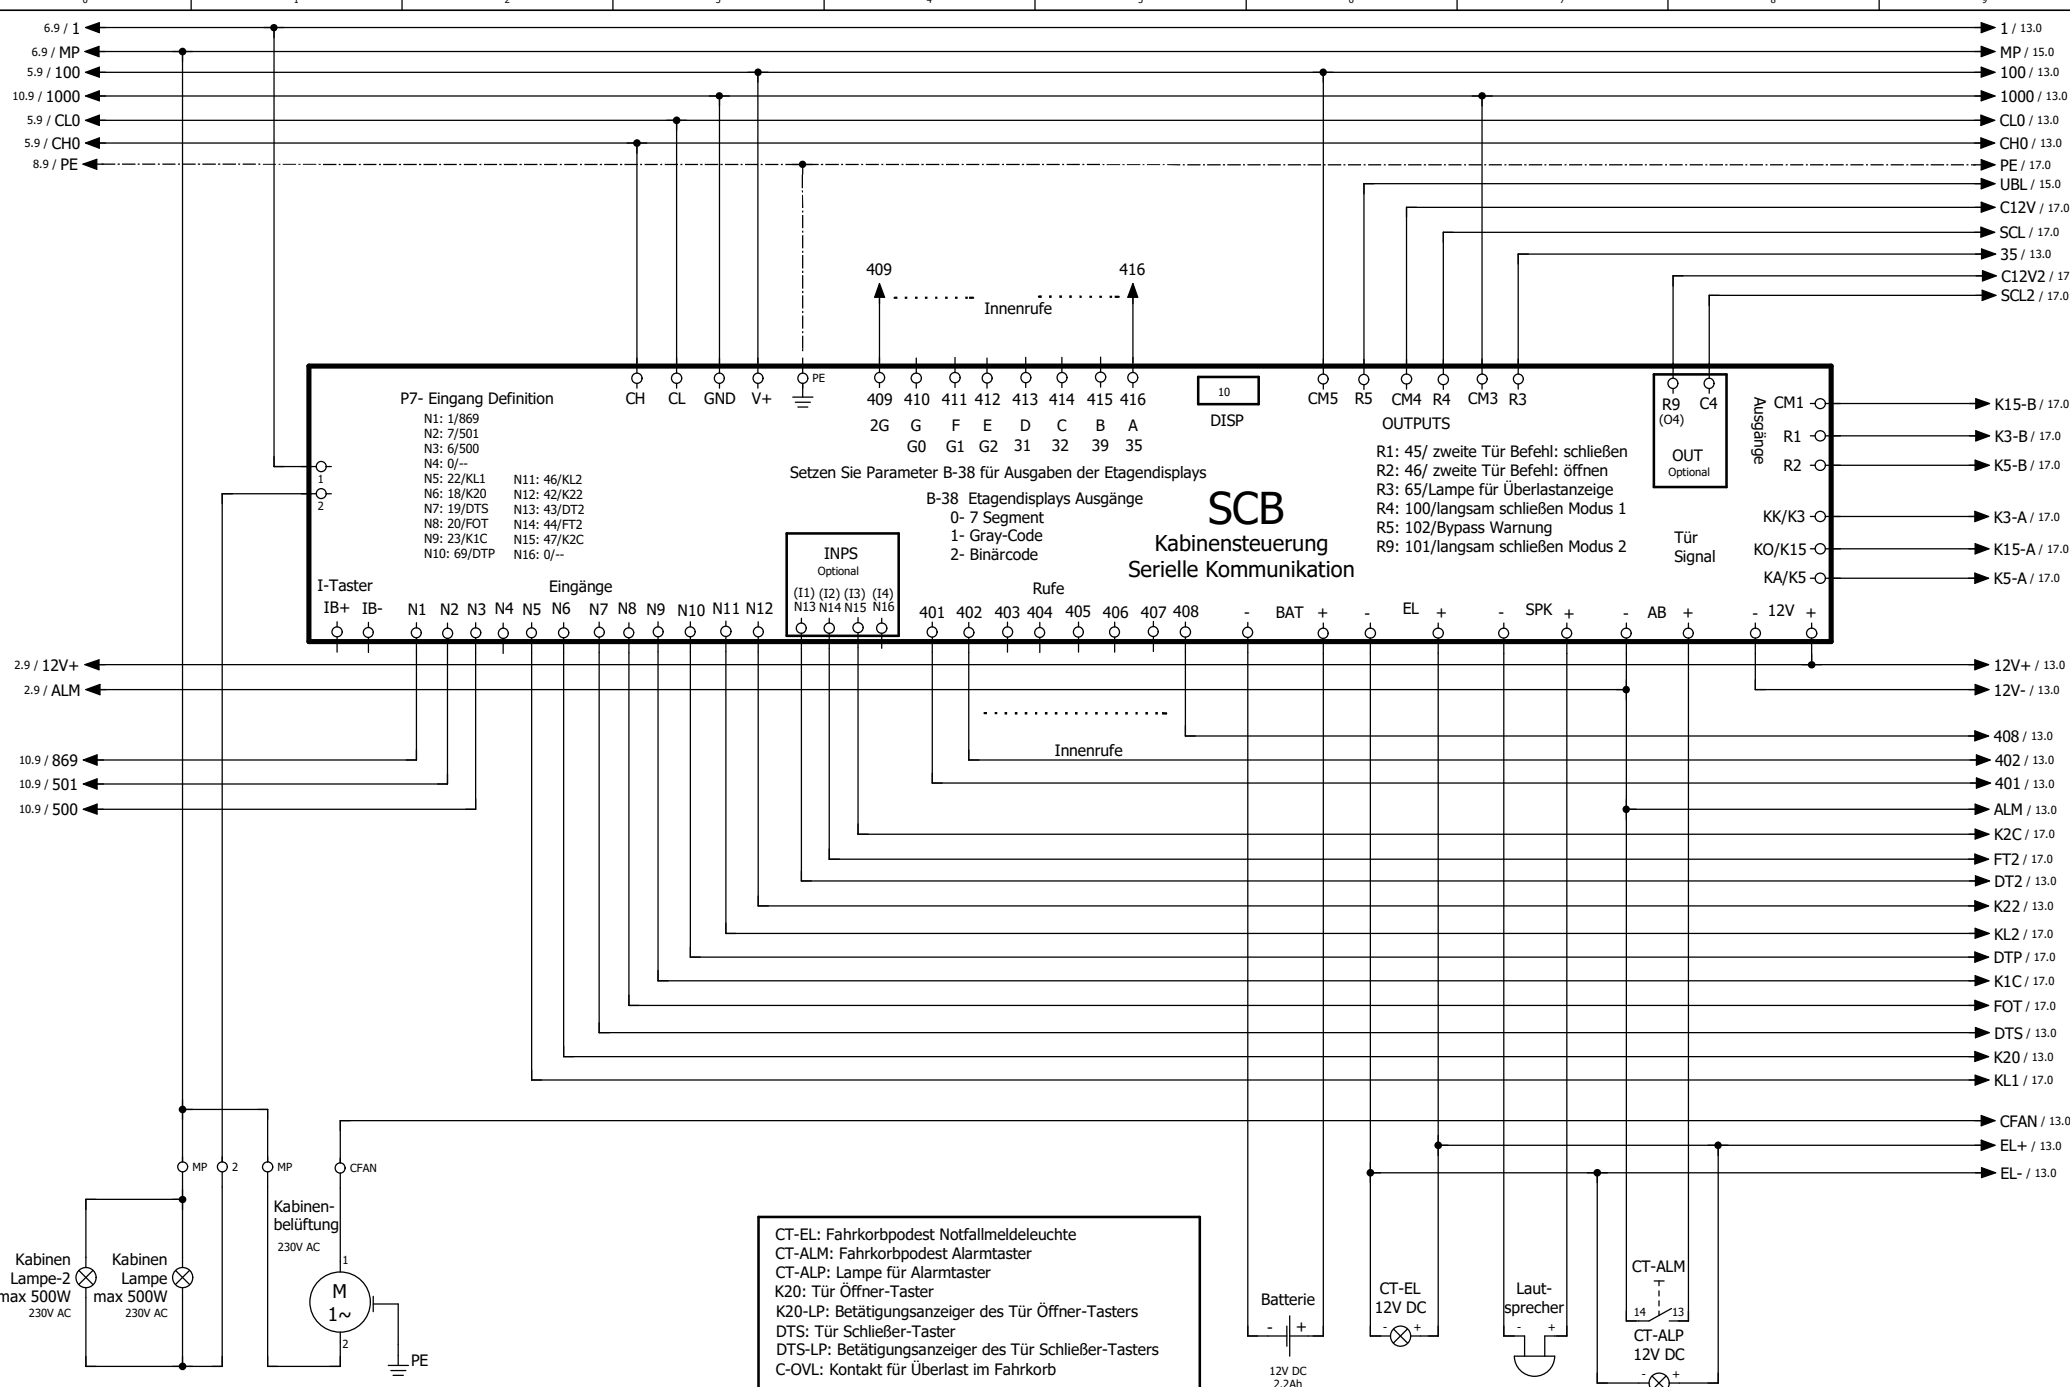 0 1 2 3 4 5 6 7 8 9
6.9 / 1
6.9 / MP
5.9 / 100
10.9 / 1000
5.9 / CL0
5.9 / CH0
8.9 / PE
1 / 13.0
MP / 15.0
100 / 13.0
1000 / 13.0
CL0 / 13.0
CH0 / 13.0
PE / 17.0
UBL / 15.0
C12V / 17.0
SCL / 17.0
35 / 13.0
C12V2 / 17
SCL2 / 17.0
409 416
Innenrufe
P7- Eingang Definition
N1: 1/869
N2: 7/501
N3: 6/500
N4: 0/--
N5: 22/KL1
N6: 18/K20
N7: 19/DTS
N8: 20/FOT
N9: 23/K1C
N10: 69/DTP
N11: 46/KL2
N12: 42/K22
N13: 43/DT2
N14: 44/FT2
N15: 47/K2C
N16: 0/--
1
2
CH CL GND V+ PE
409 410 411 412 413 414 415 416
2G G F E D C B A
G0 G1 G2 31 32 39 35
Setzen Sie Parameter B-38 für Ausgaben der Etagendisplays
B-38 Etagendisplays Ausgänge
0- 7 Segment
1- Gray-Code
2- Binärcode
10
DISP
SCB
Kabinensteuerung
Serielle Kommunikation
CM5 R5 CM4 R4 CM3 R3
OUTPUTS
R1: 45/ zweite Tür Befehl: schließen
R2: 46/ zweite Tür Befehl: öffnen
R3: 65/Lampe für Überlastanzeige
R4: 100/langsam schließen Modus 1
R5: 102/Bypass Warnung
R9: 101/langsam schließen Modus 2
R9 C4
(O4)
OUT
Optional
Ausgänge
CM1
R1
R2
Tür
Signal
KK/K3
KO/K15
KA/K5
K15-B / 17.0
K3-B / 17.0
K5-B / 17.0
K3-A / 17.0
K15-A / 17.0
K5-A / 17.0
I-Taster
IB+ IB-
Eingänge
N1 N2 N3 N4 N5 N6 N7 N8 N9 N10 N11 N12
INPS
Optional
(I1) (I2) (I3) (I4)
N13 N14 N15 N16
Rufe
401 402 403 404 405 406 407 408
- BAT +
- EL +
- SPK +
- AB +
- 12V +
2.9 / 12V+
2.9 / ALM
10.9 / 869
10.9 / 501
10.9 / 500
Innenrufe
12V+ / 13.0
12V- / 13.0
408 / 13.0
402 / 13.0
401 / 13.0
ALM / 13.0
K2C / 17.0
FT2 / 17.0
DT2 / 13.0
K22 / 13.0
KL2 / 17.0
DTP / 17.0
K1C / 17.0
FOT / 17.0
DTS / 13.0
K20 / 13.0
KL1 / 17.0
CFAN / 13.0
EL+ / 13.0
EL- / 13.0
MP 2 MP CFAN
Kabinen
Lampe-2
max 500W
230V AC
Kabinen
Lampe
max 500W
230V AC
Kabinen-
belüftung
230V AC
1
M
1~
2
PE
CT-EL: Fahrkorbpodest Notfallmeldeleuchte
CT-ALM: Fahrkorbpodest Alarmtaster
CT-ALP: Lampe für Alarmtaster
K20: Tür Öffner-Taster
K20-LP: Betätigungsanzeiger des Tür Öffner-Tasters
DTS: Tür Schließer-Taster
DTS-LP: Betätigungsanzeiger des Tür Schließer-Tasters
C-OVL: Kontakt für Überlast im Fahrkorb
Batterie
- +
12V DC
2.2Ah
CT-EL
12V DC
- +
Laut-
sprecher
- +
CT-ALM
14 13
CT-ALP
12V DC
- +